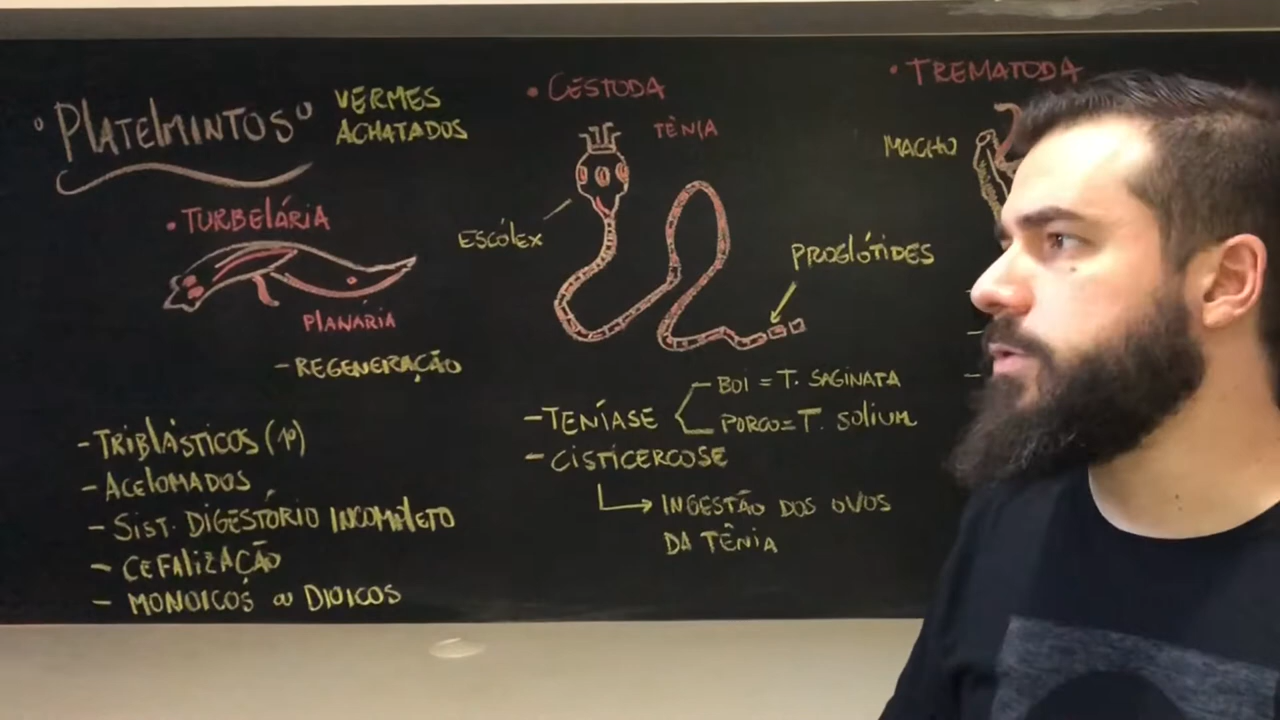 ° PLATELMINTOS °
VERMES
ACHATADOS
• TURBELÁRIA
PLANÁRIA
- REGENERAÇÃO
- TRIBLÁSTICOS (1º)
- ACELOMADOS
- SIST. DIGESTÓRIO INCOMPLETO
- CEFALIZAÇÃO
- MONOICOS OU DIOICOS
• CESTODA
TÊNIA
ESCÓLEX
PROGLÓTIDES
- TENÍASE
- BOI = T. SAGINATA
- PORCO = T. SOLIUM
- CISTICERCOSE
INGESTÃO DOS OVOS
DA TÊNIA
• TREMATODA
MACHO